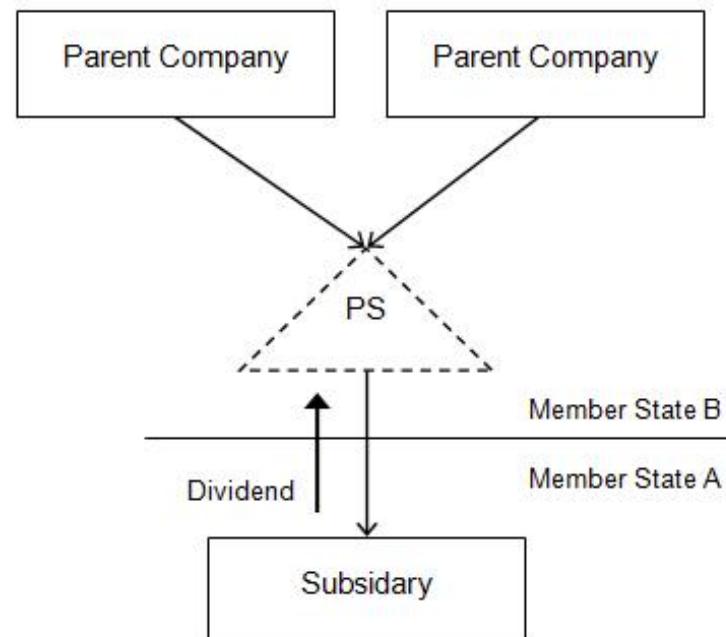 Parent Company
Parent Company
PS
Member State B
Dividend
Member State A
Subsidary